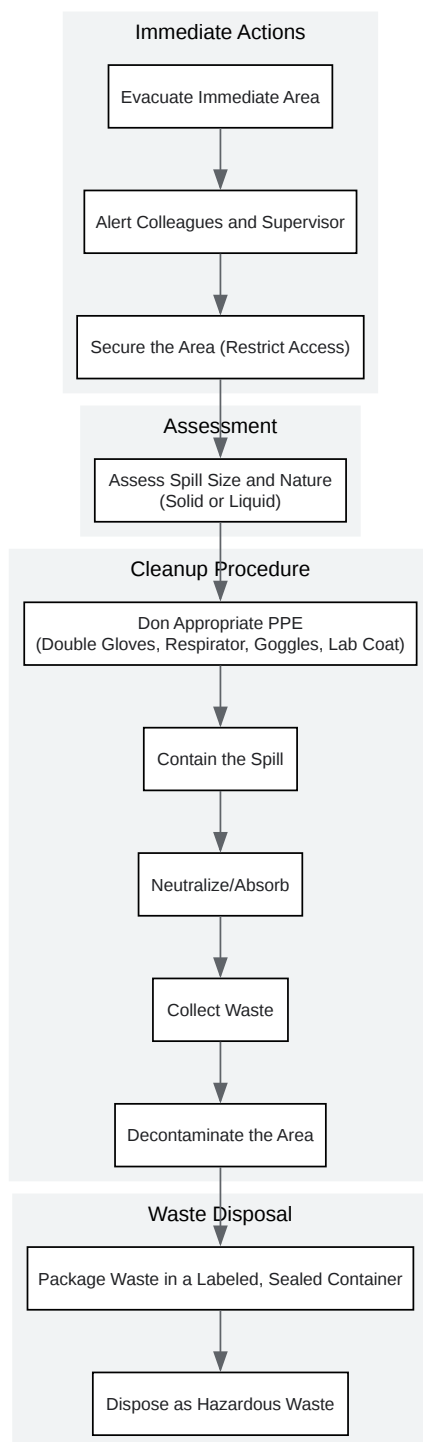 Immediate Actions
Evacuate Immediate Area
Alert Colleagues and Supervisor
Secure the Area (Restrict Access)
Assessment
Assess Spill Size and Nature
(Solid or Liquid)
Cleanup Procedure
Don Appropriate PPE
(Double Gloves, Respirator, Goggles, Lab Coat)
Contain the Spill
Neutralize/Absorb
Collect Waste
Decontaminate the Area
Waste Disposal
Package Waste in a Labeled, Sealed Container
Dispose as Hazardous Waste